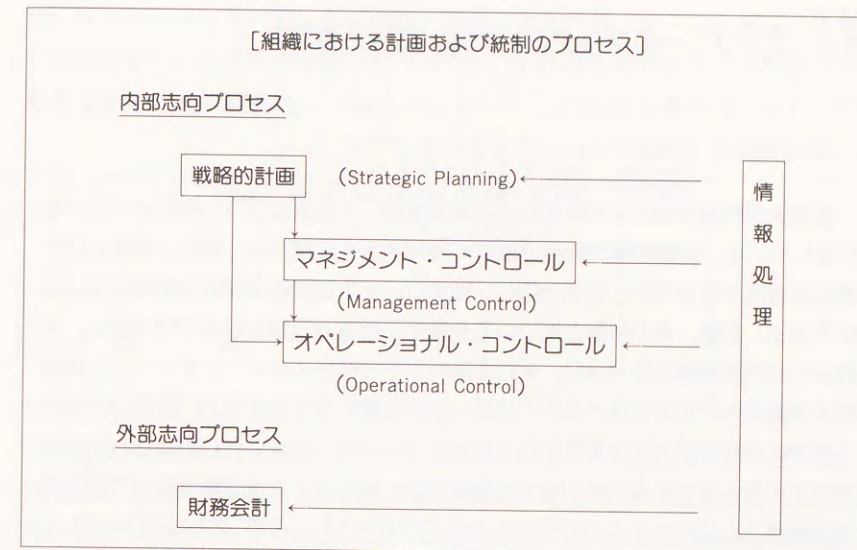 [組織における計画および統制のプロセス]
内部志向プロセス
戦略的計画 (Strategic Planning)
マネジメント・コントロール
(Management Control)
オペレーショナル・コントロール
(Operational Control)
外部志向プロセス
財務会計
情報処理